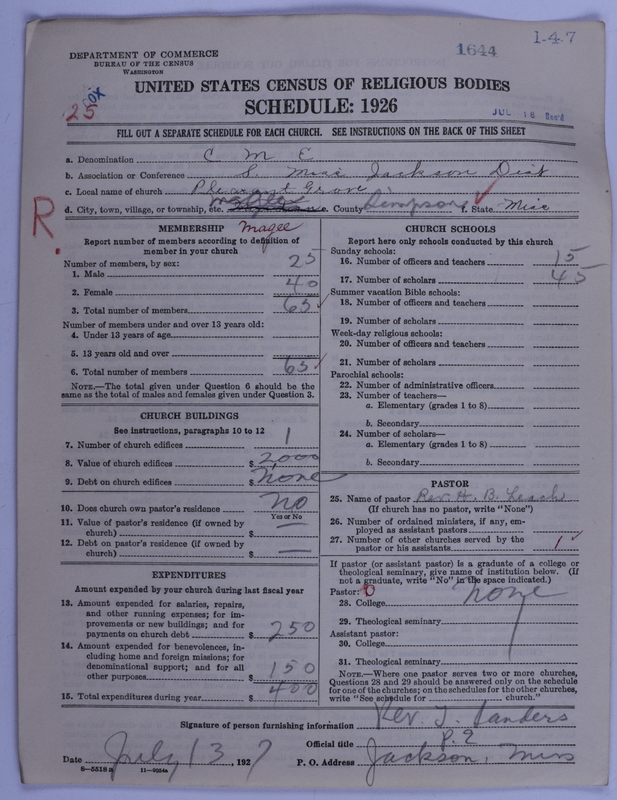 1-47
1644
DEPARTMENT OF COMMERCE
BUREAU OF THE CENSUS
WASHINGTON
UNITED STATES CENSUS OF RELIGIOUS BODIES
SCHEDULE: 1926
25 OX
JUL 18 Rec'd
FILL OUT A SEPARATE SCHEDULE FOR EACH CHURCH. SEE INSTRUCTIONS ON THE BACK OF THIS SHEET
a. Denomination C M E
b. Association or Conference S Miss Jackson Dist
c. Local name of church Pleasant Grove
d. City, town, village, or township, etc. e. County Simpson f. State Miss
R.
MEMBERSHIP Magee
Report number of members according to definition of member in your church
Number of members, by sex:
1. Male 25
2. Female 40
3. Total number of members 65
Number of members under and over 13 years old:
4. Under 13 years of age
5. 13 years old and over
6. Total number of members 65
NOTE.—The total given under Question 6 should be the same as the total of males and females given under Question 3.
CHURCH BUILDINGS
See instructions, paragraphs 10 to 12
7. Number of church edifices 1
8. Value of church edifices $ 2000
9. Debt on church edifices $ none
10. Does church own pastor's residence no
Yes or No
11. Value of pastor's residence (if owned by church) $ —
12. Debt on pastor's residence (if owned by church) $ —
EXPENDITURES
Amount expended by your church during last fiscal year
13. Amount expended for salaries, repairs, and other running expenses; for improvements or new buildings; and for payments on church debt $ 250
14. Amount expended for benevolences, including home and foreign missions; for denominational support; and for all other purposes $ 150
15. Total expenditures during year $ 400
CHURCH SCHOOLS
Report here only schools conducted by this church
Sunday schools:
16. Number of officers and teachers 15
17. Number of scholars 45
Summer vacation Bible schools:
18. Number of officers and teachers
19. Number of scholars
Week-day religious schools:
20. Number of officers and teachers
21. Number of scholars
Parochial schools:
22. Number of administrative officers
23. Number of teachers—
a. Elementary (grades 1 to 8)
b. Secondary
24. Number of scholars—
a. Elementary (grades 1 to 8)
b. Secondary
PASTOR
25. Name of pastor Rev. H. B. Leach
(If church has no pastor, write "None")
26. Number of ordained ministers, if any, employed as assistant pastors
27. Number of other churches served by the pastor or his assistants 1
If pastor (or assistant pastor) is a graduate of a college or theological seminary, give name of institution below. (If not a graduate, write "No" in the space indicated.)
Pastor: 0
28. College none
29. Theological seminary
Assistant pastor:
30. College
31. Theological seminary
NOTE.—Where one pastor serves two or more churches, Questions 28 and 29 should be answered only on the schedule for one of the churches; on the schedules for the other churches, write "See schedule for church."
Signature of person furnishing information Rev. J. Sanders
Official title P. E
Date July 13, 1927 P. O. Address Jackson, Miss
8-5518a 11-9224a